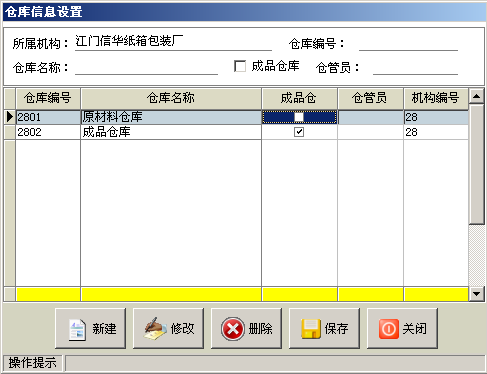 仓库信息设置
所属机构： 江门信华纸箱包装厂 仓库编号：
仓库名称： 成品仓库 仓管员：
仓库编号 仓库名称 成品仓 仓管员 机构编号
2801 原材料仓库 28
2802 成品仓库 28
新建 修改 删除 保存 关闭
操作提示